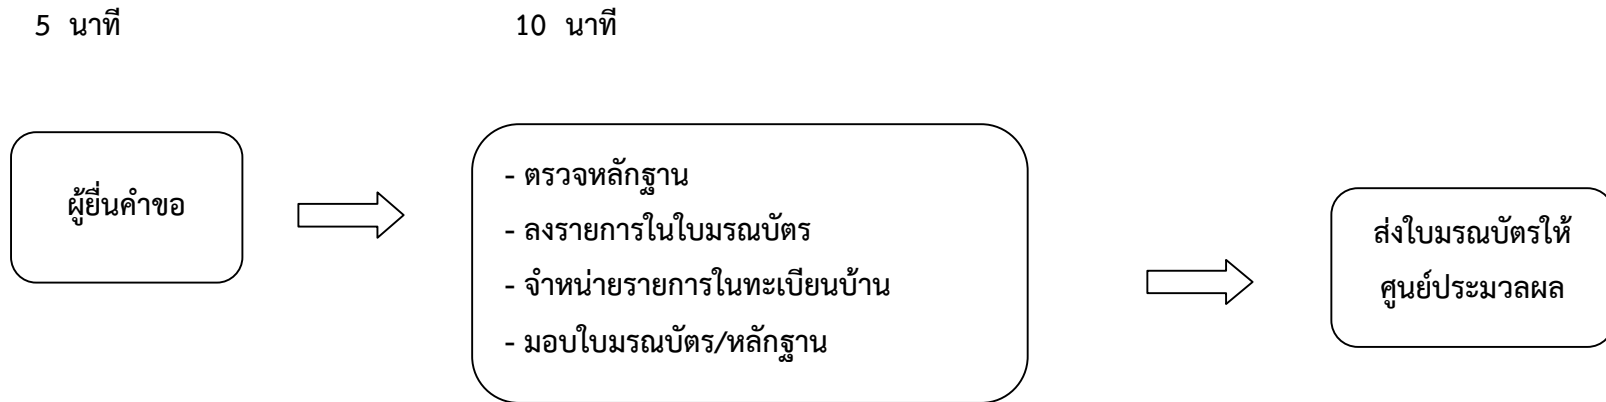 5 นาที
10 นาที
ผู้ยื่นคำขอ
- ตรวจหลักฐาน
- ลงรายการในใบมรณบัตร
- จำหน่ายรายการในทะเบียนบ้าน
- มอบใบมรณบัตร/หลักฐาน
ส่งใบมรณบัตรให้
ศูนย์ประมวลผล